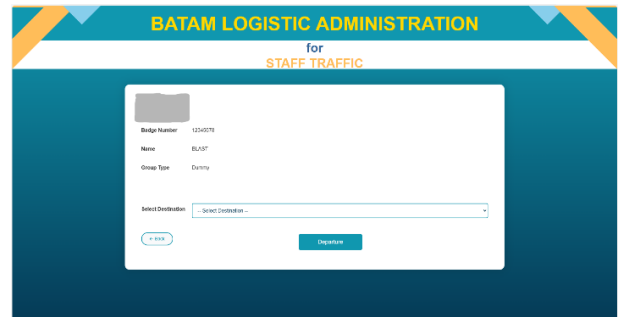 BATAM LOGISTIC ADMINISTRATION
for
STAFF TRAFFIC
Badge Number 12345678
Name BLAST
Group Type Dummy
Select Destination -- Select Destination --
Departure